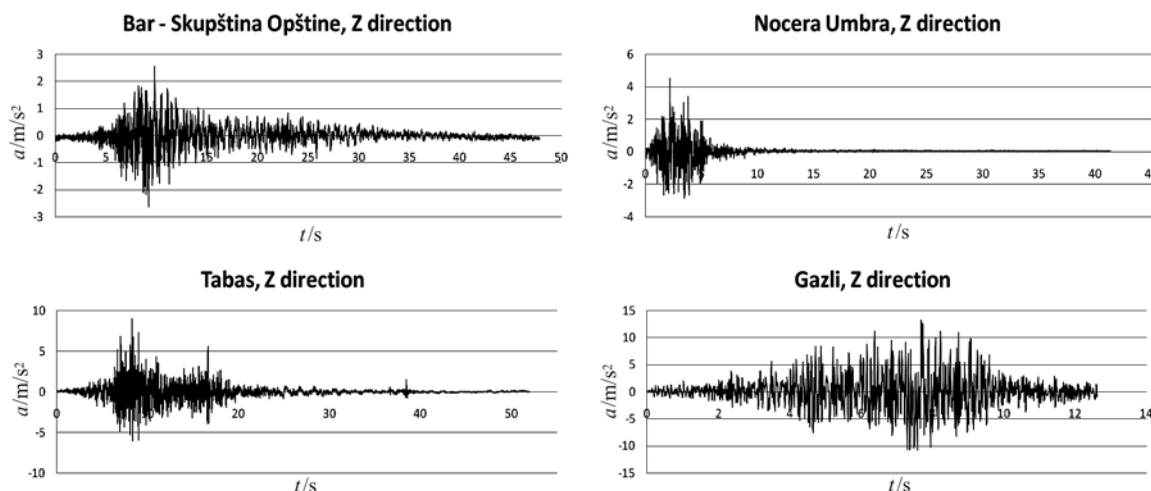 Bar - Skupština Opštine, Z direction
3
2
1
0
-1
-2
-3
a/m/s²
0 5 10 15 20 25 30 35 40 45 50
t/s
Nocera Umbra, Z direction
6
4
2
0
-2
-4
a/m/s²
0 5 10 15 20 25 30 35 40 45
t/s
Tabas, Z direction
10
5
0
-5
-10
a/m/s²
0 10 20 30 40 50
t/s
Gazli, Z direction
15
10
5
0
-5
-10
-15
a/m/s²
0 2 4 6 8 10 12 14
t/s